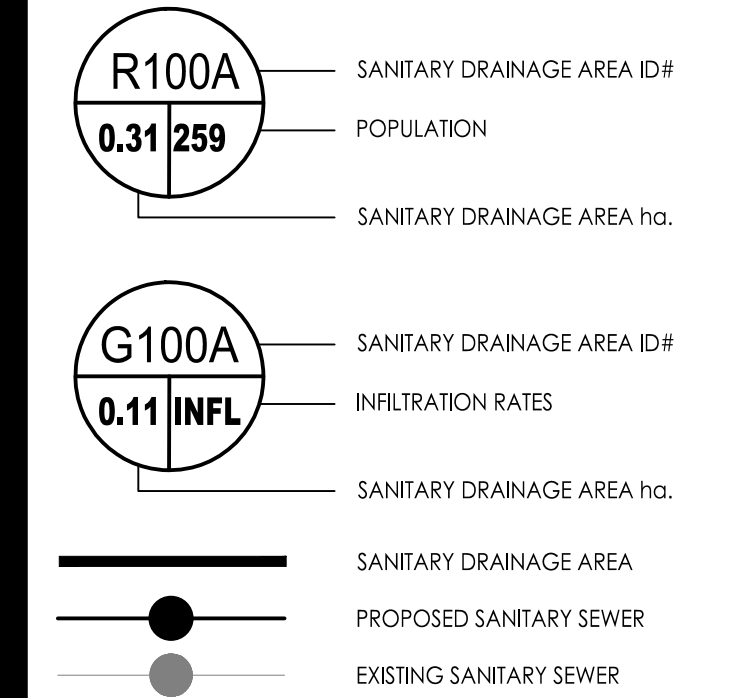 R100A
SANITARY DRAINAGE AREA ID#
0.31 259
POPULATION
SANITARY DRAINAGE AREA ha.
G100A
SANITARY DRAINAGE AREA ID#
0.11 INFL
INFILTRATION RATES
SANITARY DRAINAGE AREA ha.
SANITARY DRAINAGE AREA
PROPOSED SANITARY SEWER
EXISTING SANITARY SEWER